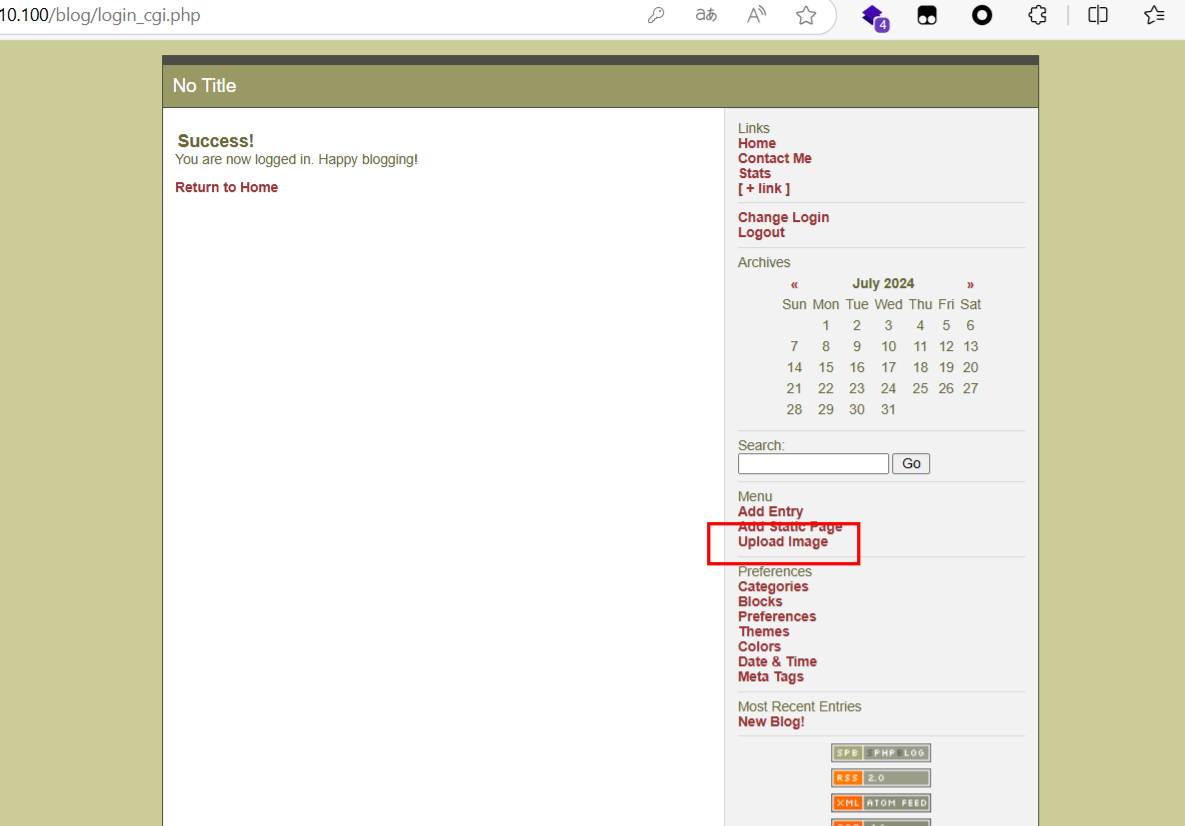 10.100/blog/login_cgi.php
4
No Title
Success!
You are now logged in. Happy blogging!
Return to Home
Links
Home
Contact Me
Stats
[ + link ]
Change Login
Logout
Archives
« July 2024 »
Sun Mon Tue Wed Thu Fri Sat
1 2 3 4 5 6
7 8 9 10 11 12 13
14 15 16 17 18 19 20
21 22 23 24 25 26 27
28 29 30 31
Search:
Go
Menu
Add Entry
Add Static Page
Upload Image
Preferences
Categories
Blocks
Preferences
Themes
Colors
Date & Time
Meta Tags
Most Recent Entries
New Blog!
SPB SPHPBLOG
RSS 2.0
XML ATOM FEED